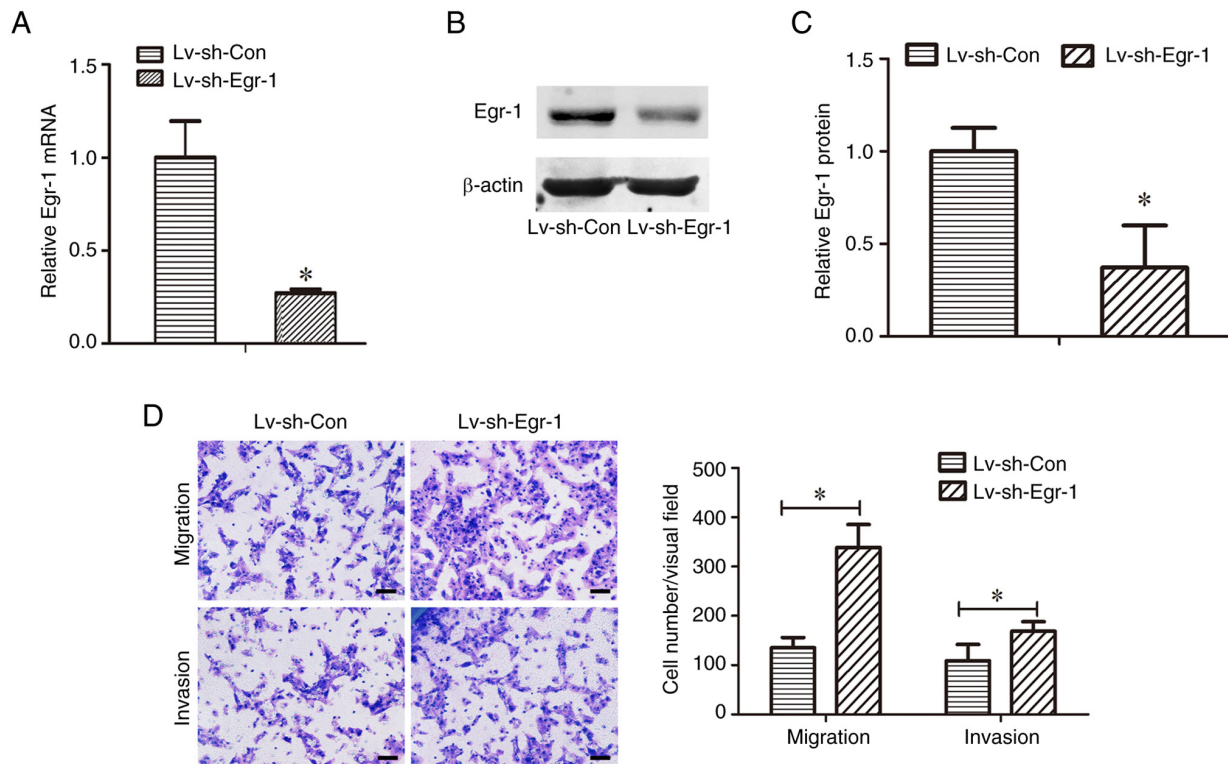 A
Lv-sh-Con
Lv-sh-Egr-1
1.5
1.0
0.5
0.0
Relative Egr-1 mRNA
*
B
Egr-1
β-actin
Lv-sh-Con Lv-sh-Egr-1
C
Lv-sh-Con Lv-sh-Egr-1
1.5
1.0
0.5
0.0
Relative Egr-1 protein
*
D
Lv-sh-Con Lv-sh-Egr-1
Migration
Invasion
Lv-sh-Con
Lv-sh-Egr-1
500
400
300
200
100
0
Cell number/visual field
*
*
Migration Invasion